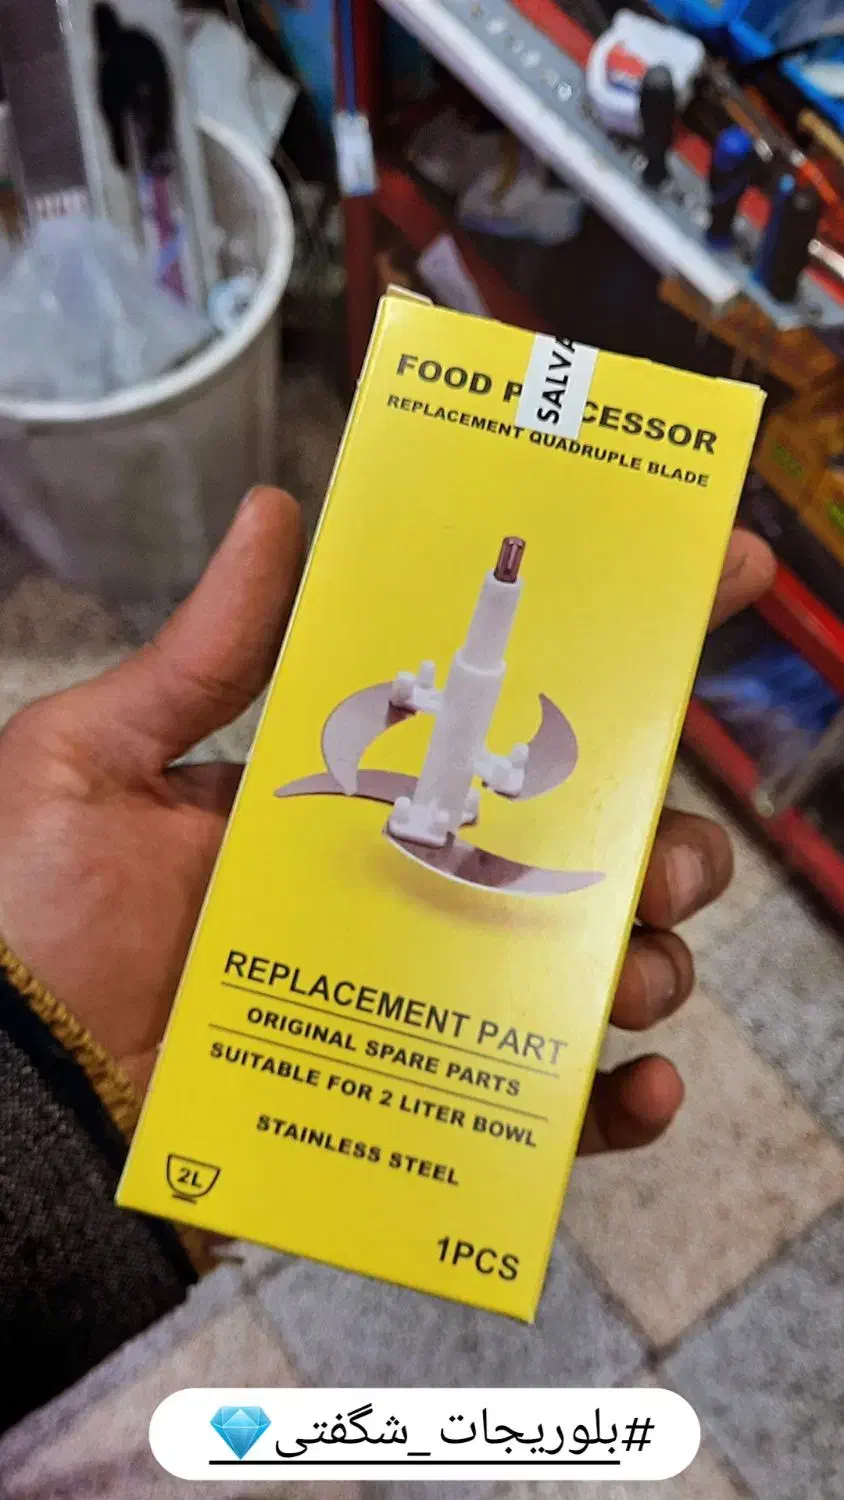 SALVA
FOOD P CESSOR
REPLACEMENT QUADRUPLE BLADE
REPLACEMENT PART
ORIGINAL SPARE PARTS
SUITABLE FOR 2 LITER BOWL
STAINLESS STEEL
2L
1PCS
#بلوریجات_شگفتی💎